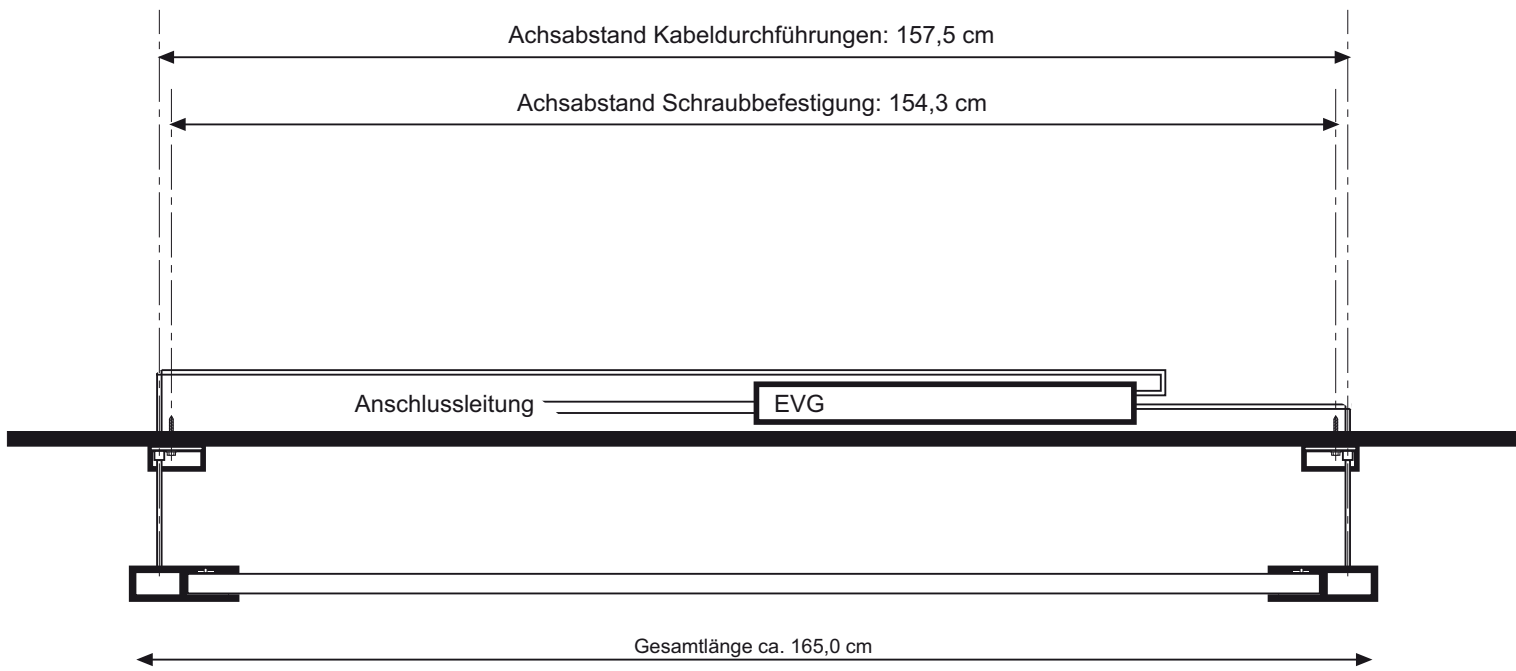 Achsabstand Kabeldurchführungen: 157,5 cm
Achsabstand Schraubbefestigung: 154,3 cm
Anschlussleitung
EVG
Gesamtlänge ca. 165,0 cm